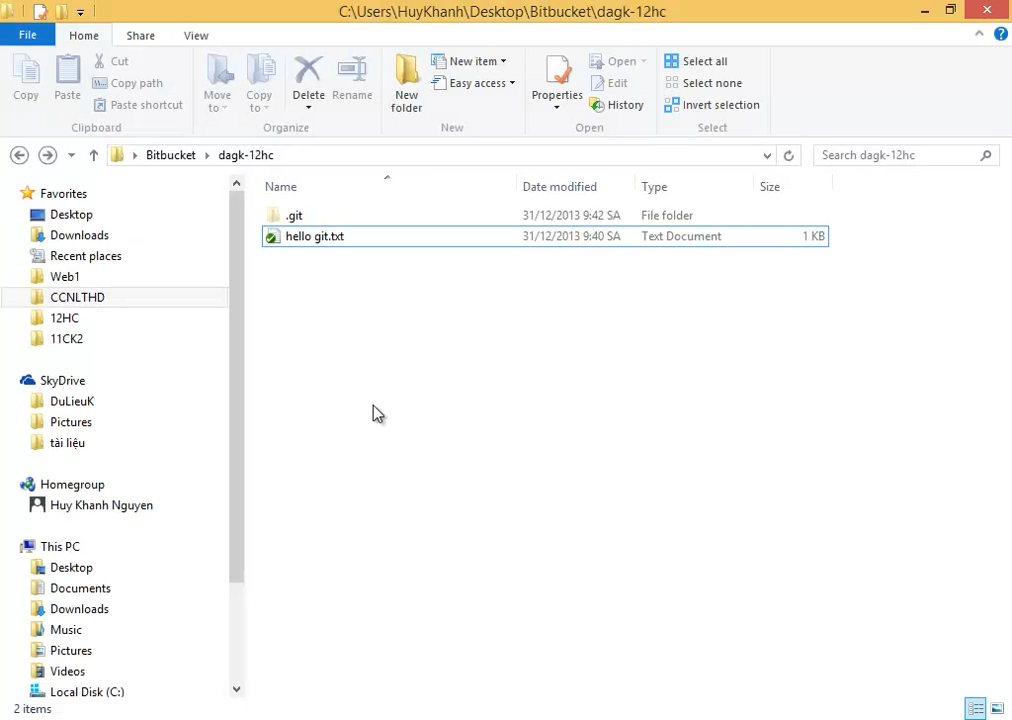 C:\Users\HuyKhanh\Desktop\Bitbucket\dagk-12hc
File Home Share View
Copy
Paste
Cut
Copy path
Paste shortcut
Clipboard
Move to
Copy to
Delete
Rename
Organize
New folder
New item
Easy access
New
Properties
Open
Edit
History
Open
Select all
Select none
Invert selection
Select
Bitbucket dagk-12hc
Search dagk-12hc
Favorites
Desktop
Downloads
Recent places
Web1
CCNLTHD
12HC
11CK2
SkyDrive
DuLieuK
Pictures
tài liệu
Homegroup
Huy Khanh Nguyen
This PC
Desktop
Documents
Downloads
Music
Pictures
Videos
Local Disk (C:)
Name Date modified Type Size
.git 31/12/2013 9:42 SA File folder
hello git.txt 31/12/2013 9:40 SA Text Document 1 KB
2 items